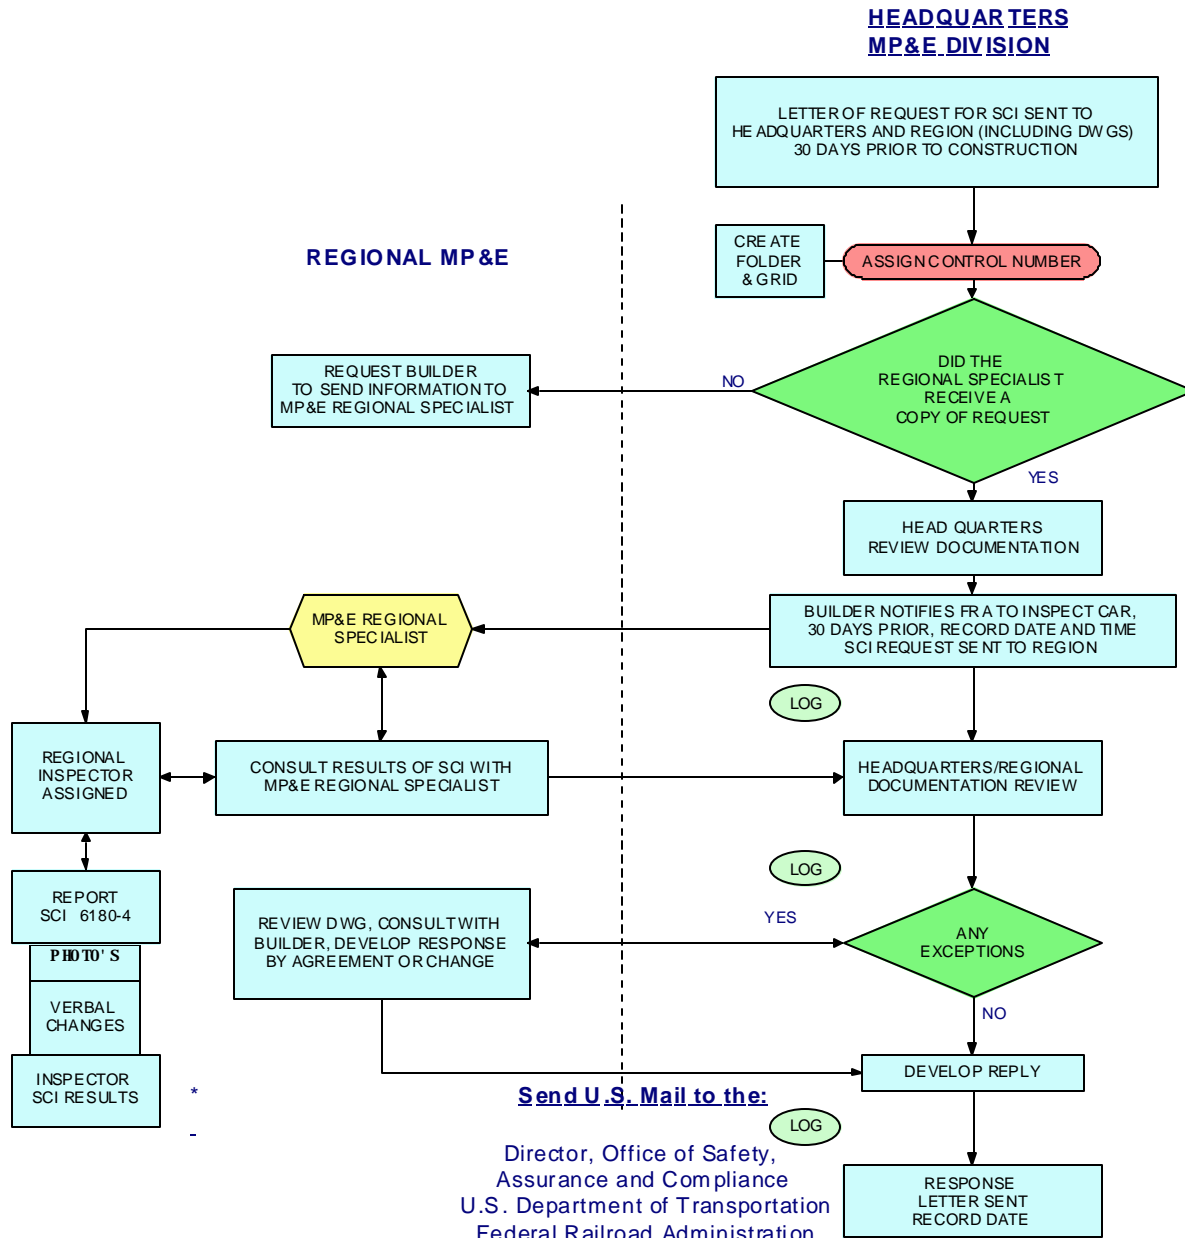 HEADQUARTERS
MP&E DIVISION
LETTER OF REQUEST FOR SCI SENT TO
HEADQUARTERS AND REGION (INCLUDING DWGS)
30 DAYS PRIOR TO CONSTRUCTION
REGIONAL MP&E
CREATE
FOLDER
& GRID
ASSIGN CONTROL NUMBER
DID THE
REGIONAL SPECIALIST
RECEIVE A
COPY OF REQUEST
NO
REQUEST BUILDER
TO SEND INFORMATION TO
MP&E REGIONAL SPECIALIST
YES
HEAD QUARTERS
REVIEW DOCUMENTATION
BUILDER NOTIFIES FRA TO INSPECT CAR,
30 DAYS PRIOR, RECORD DATE AND TIME
SCI REQUEST SENT TO REGION
MP&E REGIONAL
SPECIALIST
LOG
REGIONAL
INSPECTOR
ASSIGNED
CONSULT RESULTS OF SCI WITH
MP&E REGIONAL SPECIALIST
HEADQUARTERS/REGIONAL
DOCUMENTATION REVIEW
LOG
REPORT
SCI 6180-4
PHOTO'S
VERBAL
CHANGES
INSPECTOR
SCI RESULTS
REVIEW DWG, CONSULT WITH
BUILDER, DEVELOP RESPONSE
BY AGREEMENT OR CHANGE
YES
ANY
EXCEPTIONS
NO
DEVELOP REPLY
*
-
Send U.S. Mail to the:
LOG
Director, Office of Safety,
Assurance and Compliance
U.S. Department of Transportation
Federal Railroad Administration
RESPONSE
LETTER SENT
RECORD DATE